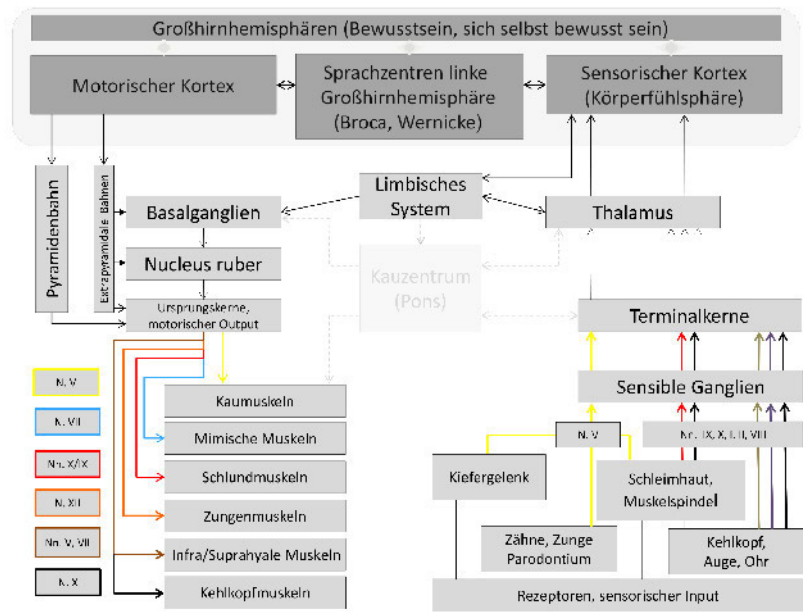 Großhirnhemisphären (Bewusstsein, sich selbst bewusst sein)
Motorischer Kortex
Sprachzentren linke
Großhirnhemisphäre
(Broca, Wernicke)
Sensorischer Kortex
(Körperfühlsphäre)
Pyramidenbahn
Extrapyramidale Bahnen
Basalganglien
Limbisches
System
Thalamus
Nucleus ruber
Kauzentrum
(Pons)
Ursprungskerne,
motorischer Output
Terminalkerne
Sensible Ganglien
N. V
N. VII
Nn. X/IX
N. XII
Nn. V, VII
N. X
Kaumuskeln
Mimische Muskeln
Schlundmuskeln
Zungenmuskeln
Infra/Suprahyale Muskeln
Kehlkopfmuskeln
N. V
Nn. IX, X, I, II, VIII
Kiefergelenk
Schleimhaut,
Muskelspindel
Zähne, Zunge
Parodontium
Kehlkopf,
Auge, Ohr
Rezeptoren, sensorischer Input